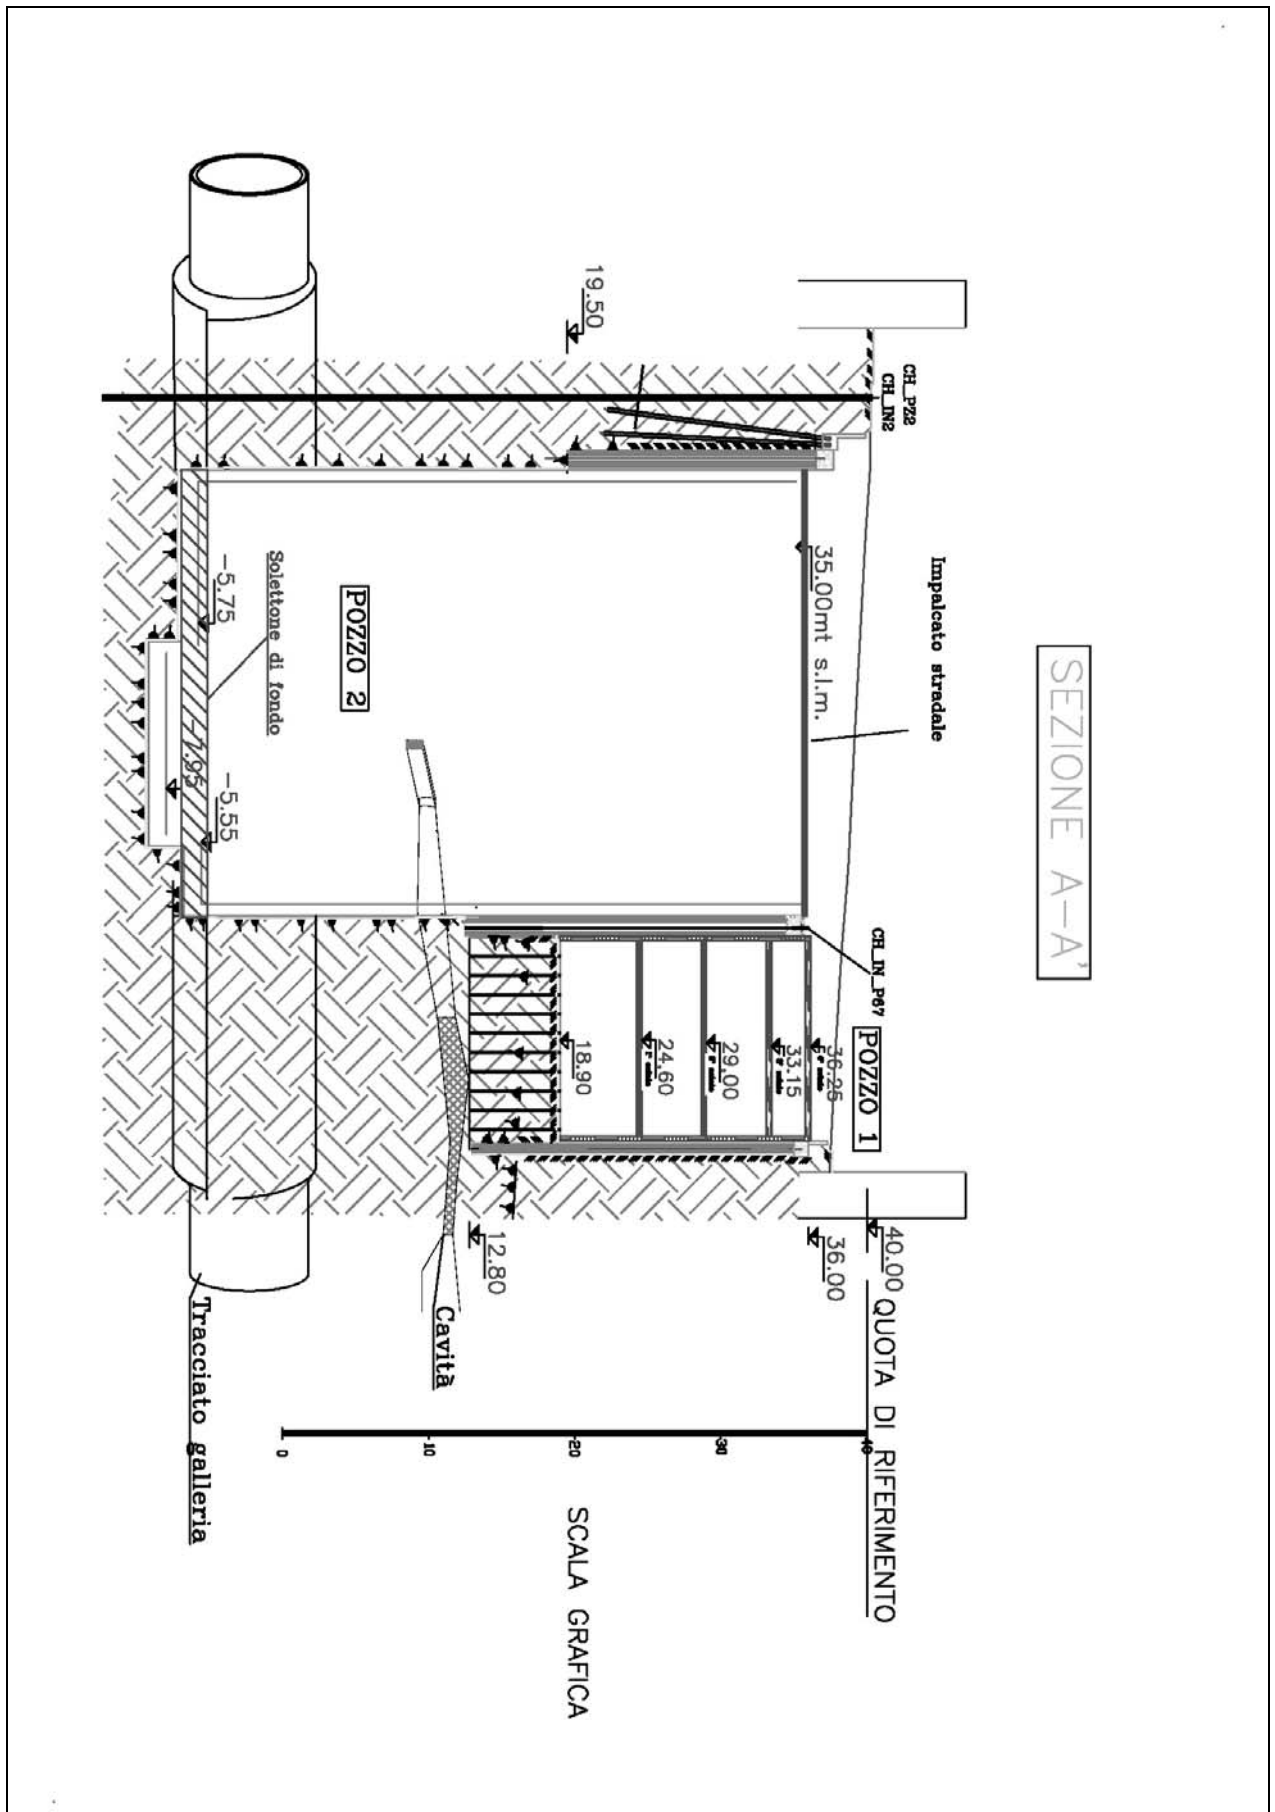 SEZIONE A-A'
Impalcato stradale
CH_PZ2
CH_IN2
CH_IN_P67
POZZO 1
40.00
QUOTA DI RIFERIMENTO
36.00
35.00mt s.l.m.
36.25
33.15
29.00
24.60
18.90
19.50
12.80
POZZO 2
Cavità
Solettone di fondo
-5.75
-5.55
-7.95
Tracciato galleria
SCALA GRAFICA
0
10
20
30
40